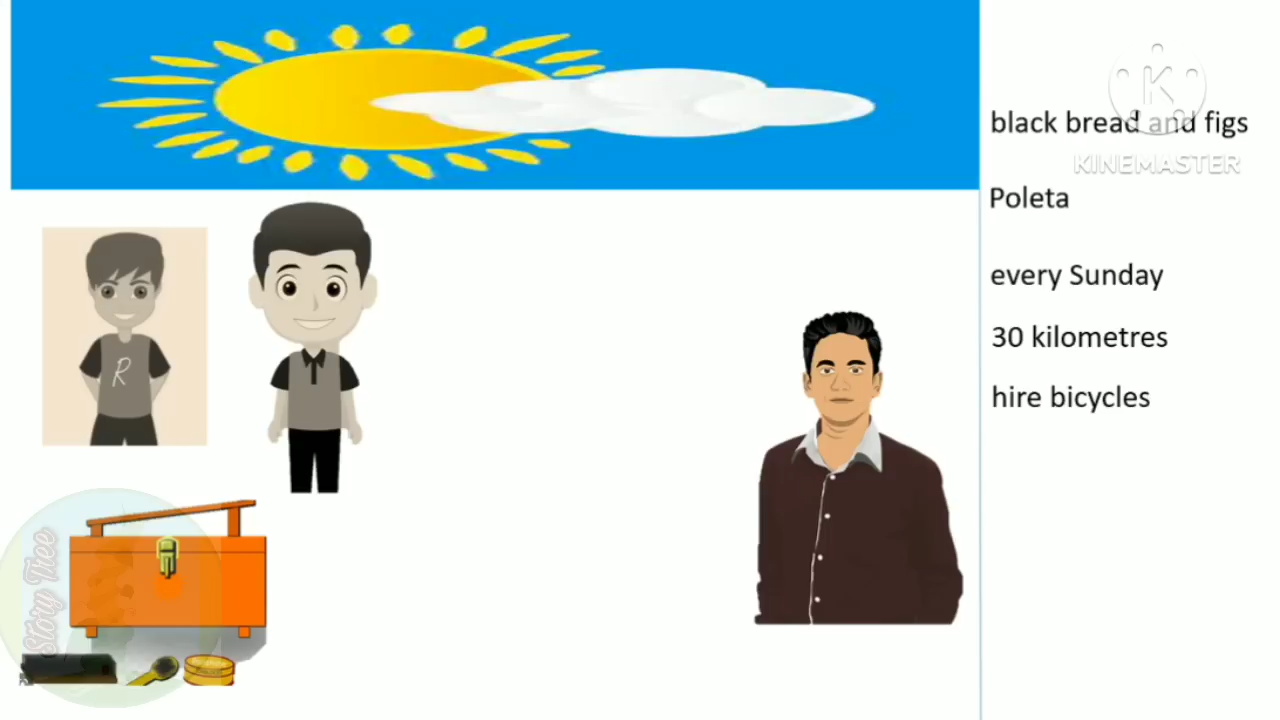 black bread and figs
KINEMASTER
Poleta
every Sunday
30 kilometres
hire bicycles
R
Story Tree